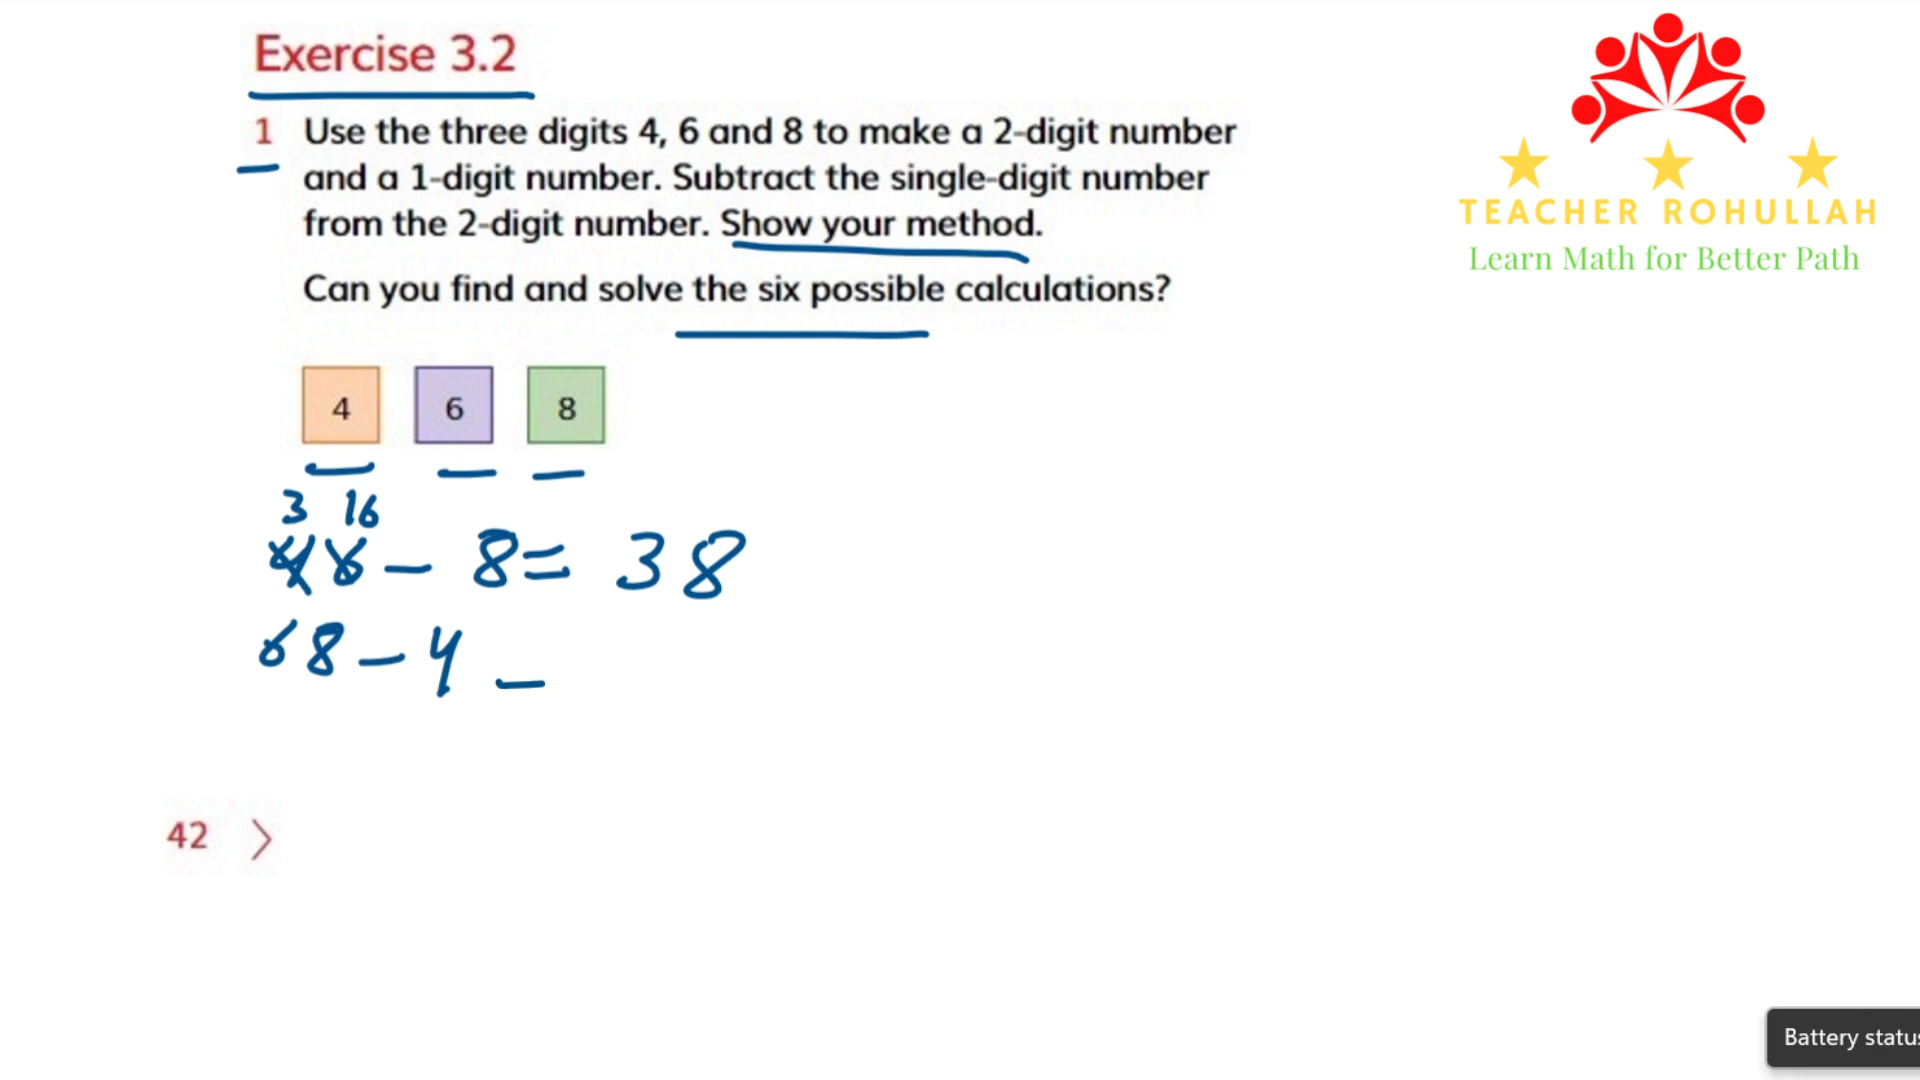 Exercise 3.2
1 Use the three digits 4, 6 and 8 to make a 2-digit number
and a 1-digit number. Subtract the single-digit number
from the 2-digit number. Show your method.
Can you find and solve the six possible calculations?
4 6 8
3 16
46 - 8 = 38
68 - 4 -
42 >
TEACHER ROHULLAH
Learn Math for Better Path
Battery status